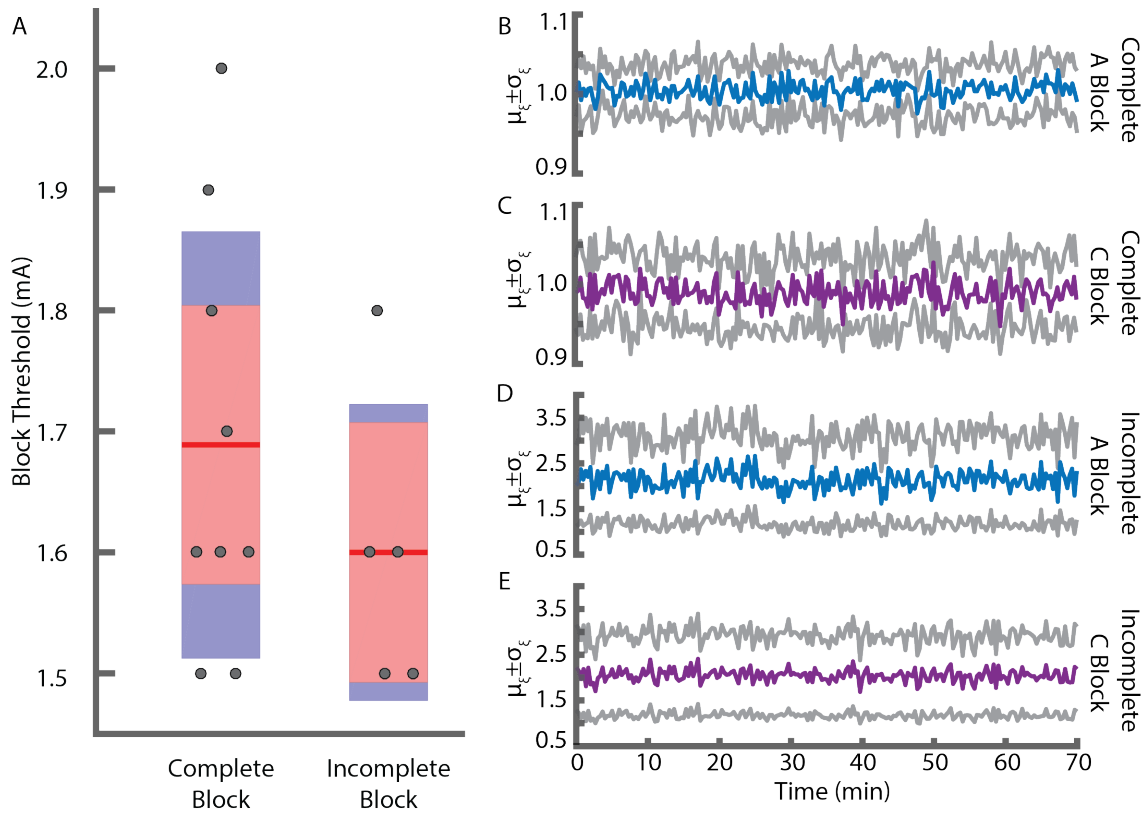 A
Block Threshold (mA)
2.0
1.9
1.8
1.7
1.6
1.5
Complete
Block
Incomplete
Block
B
μξ±σξ
1.1
1.0
0.9
Complete
A Block
C
μξ±σξ
1.1
1.0
0.9
Complete
C Block
D
μξ±σξ
3.5
2.5
1.5
0.5
Incomplete
A Block
E
μξ±σξ
3.5
2.5
1.5
0.5
Incomplete
C Block
0 10 20 30 40 50 60 70
Time (min)